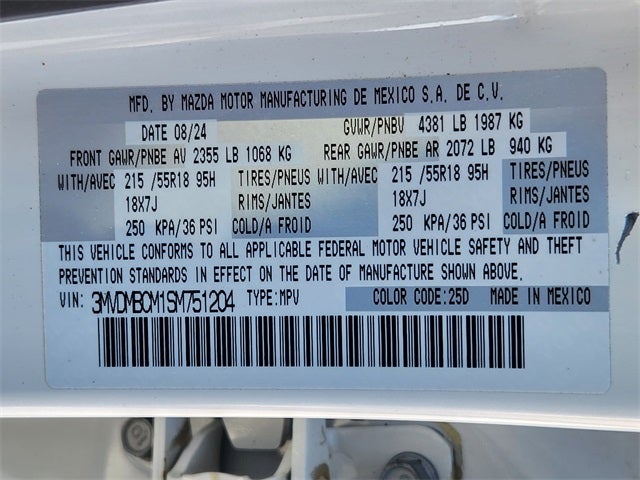 MFD. BY MAZDA MOTOR MANUFACTURING DE MEXICO S.A. DE C.V.
DATE 08/24 GVWR/PNBV 4381 LB 1987 KG
FRONT GAWR/PNBE AV 2355 LB 1068 KG REAR GAWR/PNBE AR 2072 LB 940 KG
WITH/AVEC 215 /55R18 95H TIRES/PNEUS WITH/AVEC 215 /55R18 95H TIRES/PNEUS
18X7J RIMS/JANTES 18X7J RIMS/JANTES
250 KPA/36 PSI COLD/A FROID 250 KPA/36 PSI COLD/A FROID
THIS VEHICLE CONFORMS TO ALL APPLICABLE FEDERAL MOTOR VEHICLE SAFETY AND THEFT
PREVENTION STANDARDS IN EFFECT ON THE DATE OF MANUFACTURE SHOWN ABOVE.
VIN: 3MVDMBCM1SM751204 TYPE:MPV COLOR CODE:25D MADE IN MEXICO